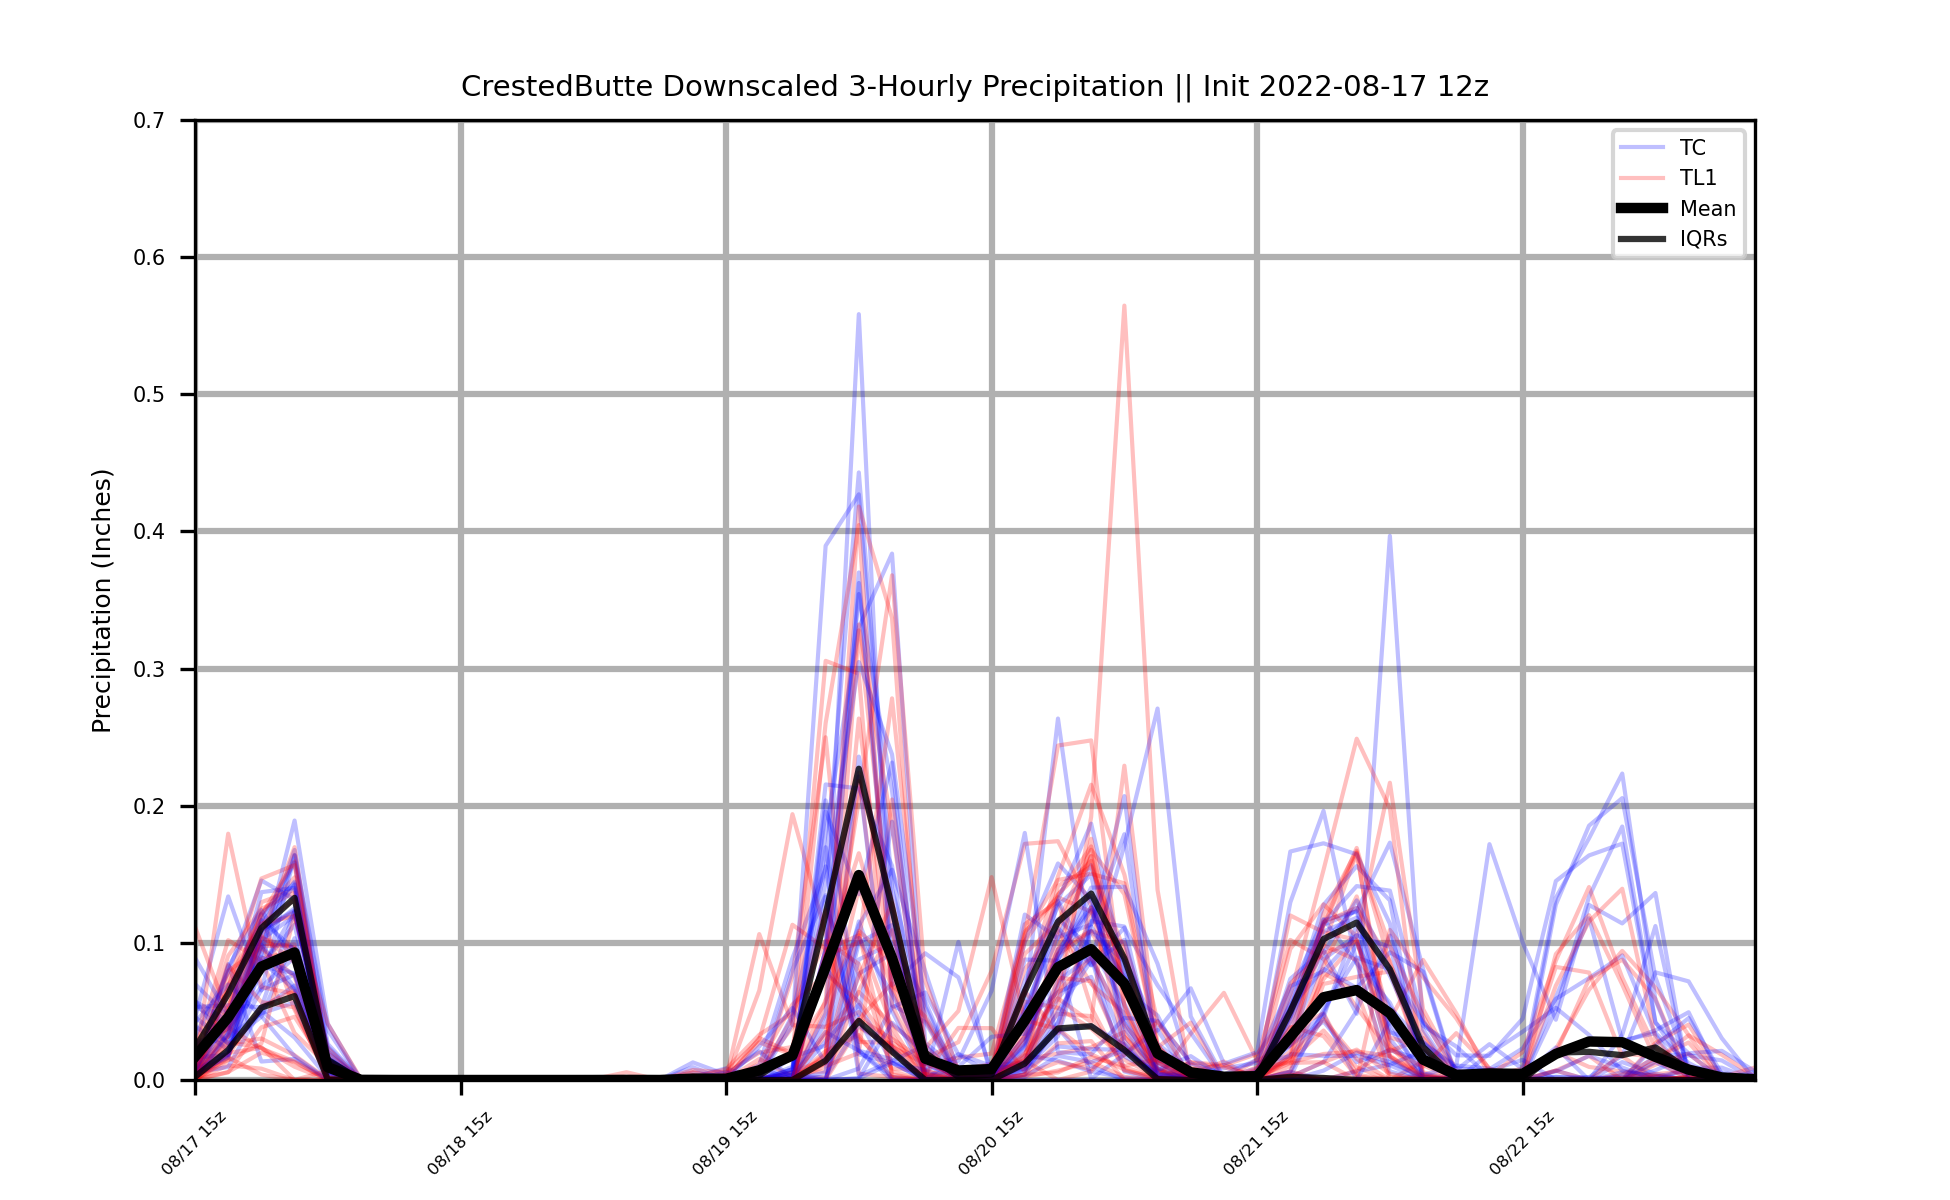 CrestedButte Downscaled 3-Hourly Precipitation || Init 2022-08-17 12z
Precipitation (Inches)
0.7
0.6
0.5
0.4
0.3
0.2
0.1
0.0
TC
TL1
Mean
IQRs
08/17 15z
08/18 15z
08/19 15z
08/20 15z
08/21 15z
08/22 15z